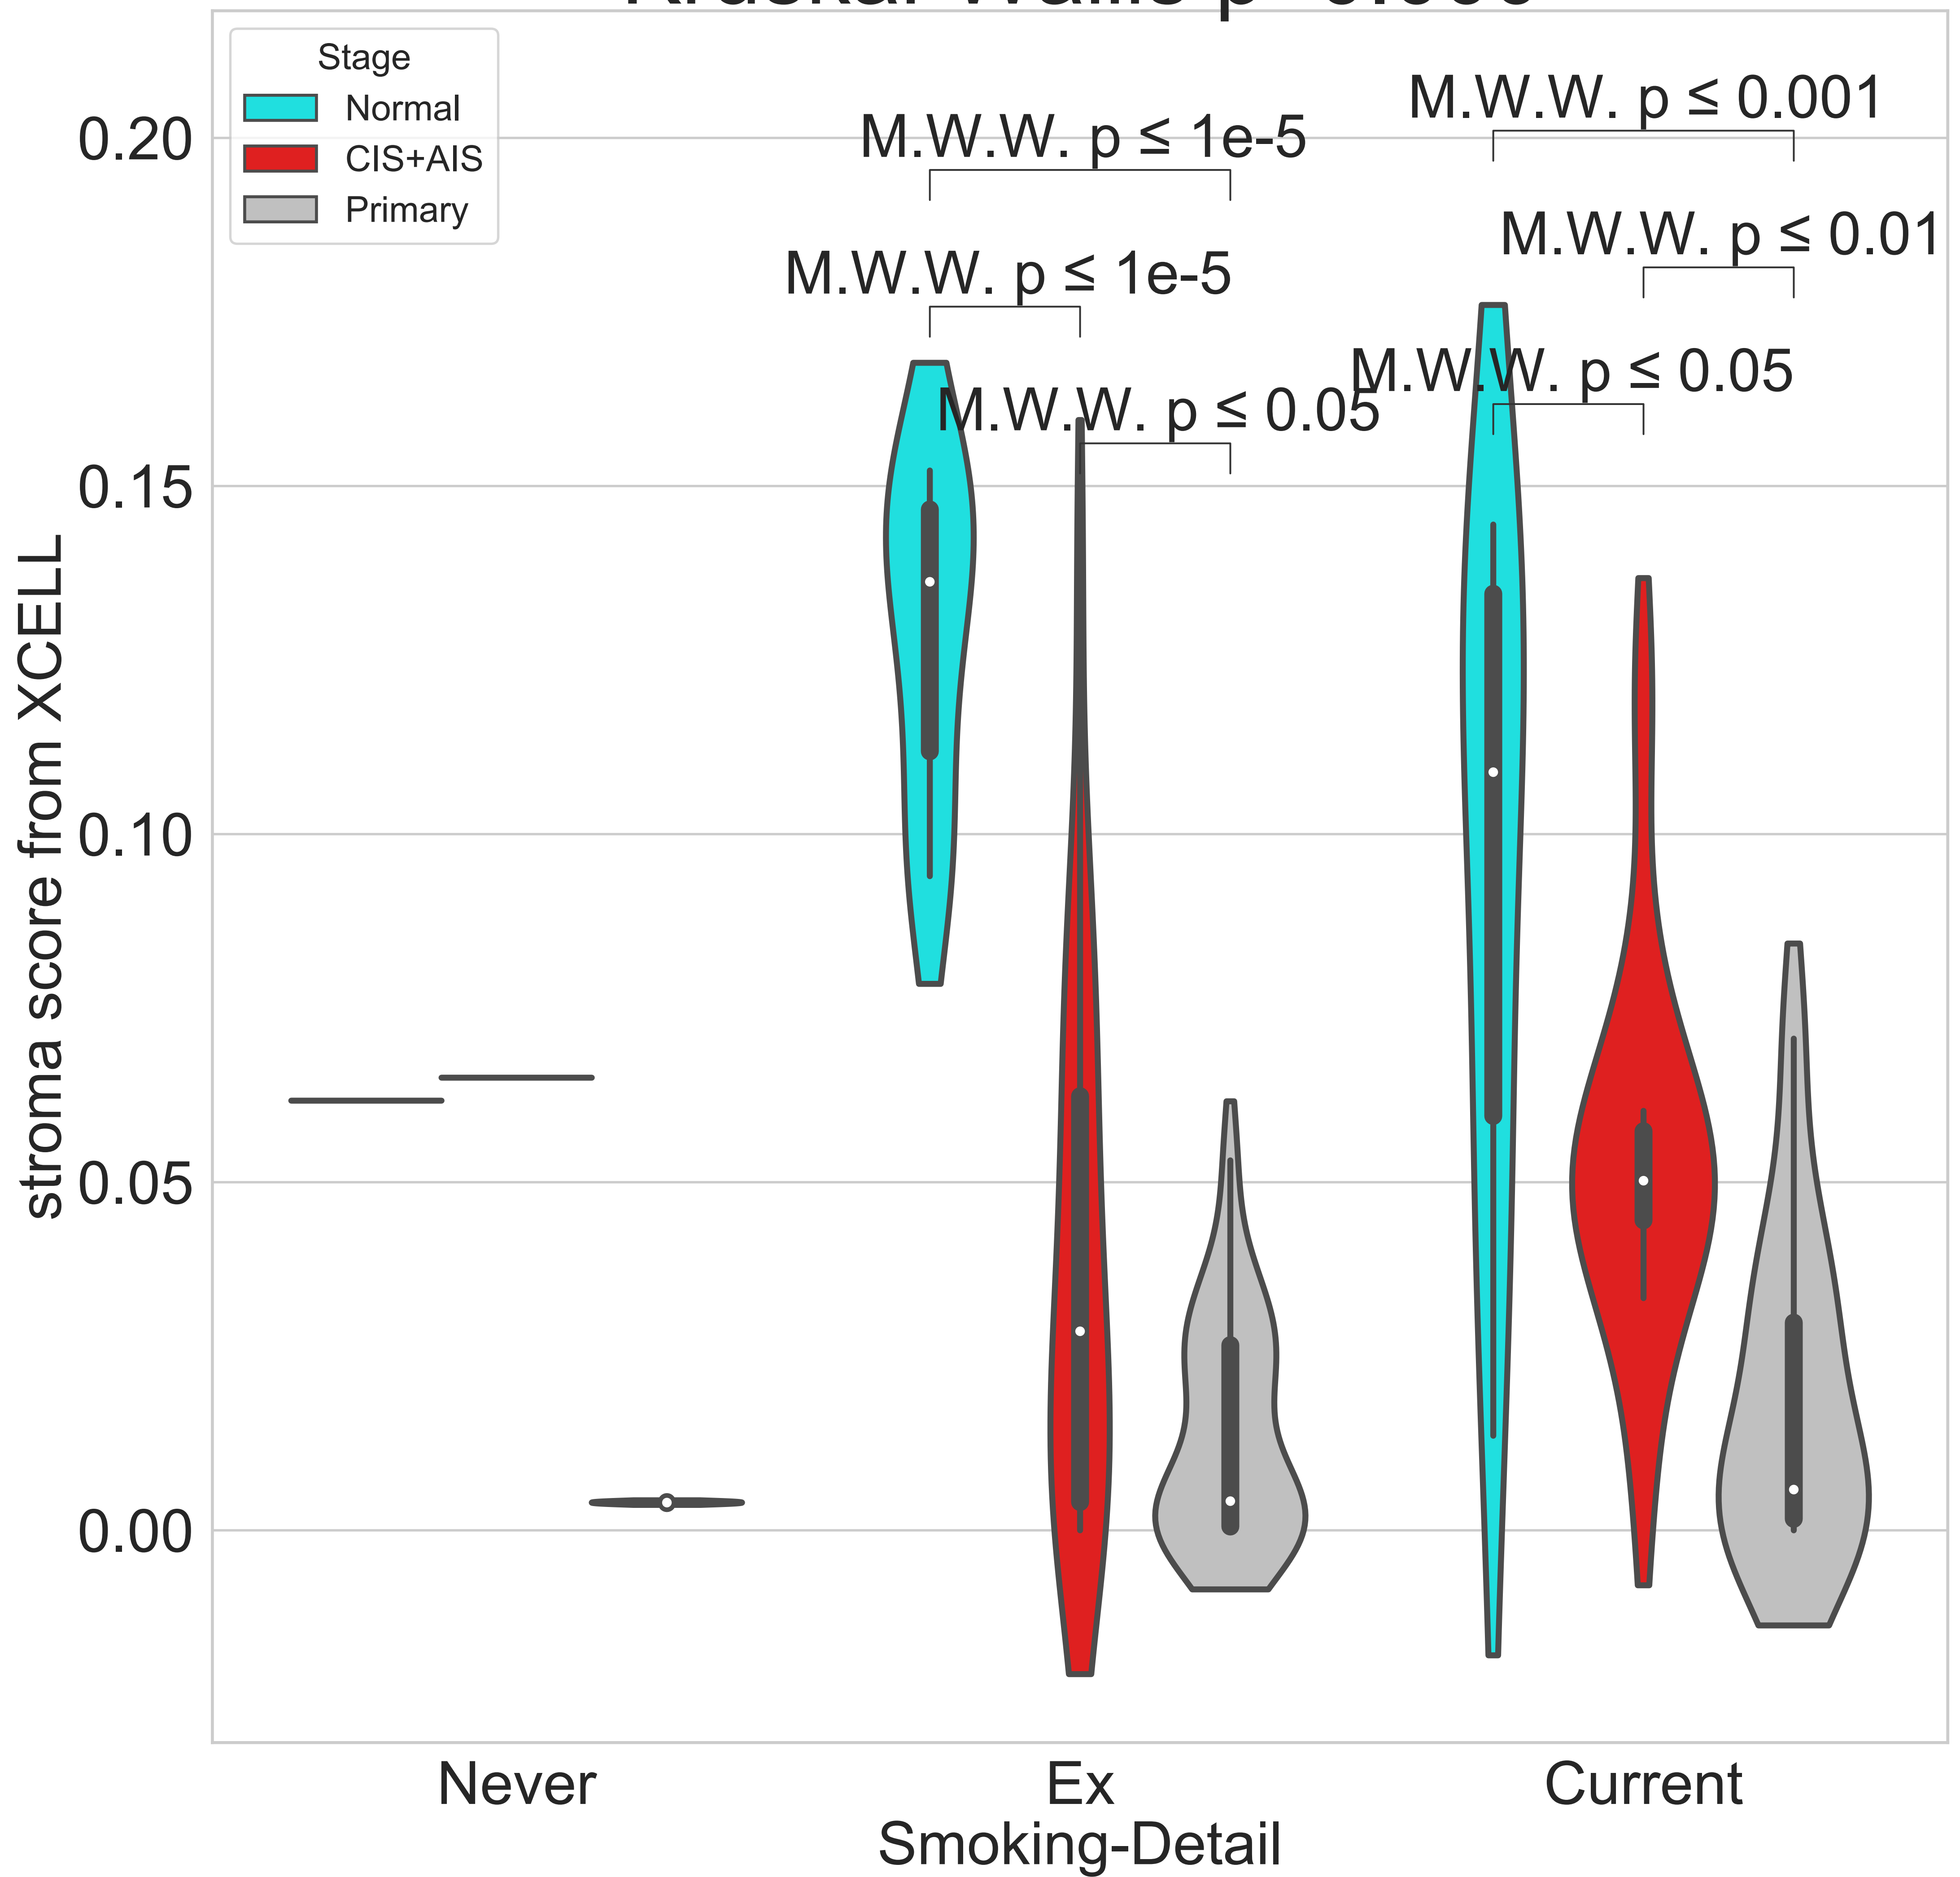 Stage
Normal
CIS+AIS
Primary
M.W.W. p ≤ 0.001
M.W.W. p ≤ 1e-5
M.W.W. p ≤ 0.01
M.W.W. p ≤ 1e-5
M.W.W. p ≤ 0.05
M.W.W. p ≤ 0.05
0.20
0.15
0.10
0.05
0.00
stroma score from XCELL
Never
Ex
Current
Smoking-Detail